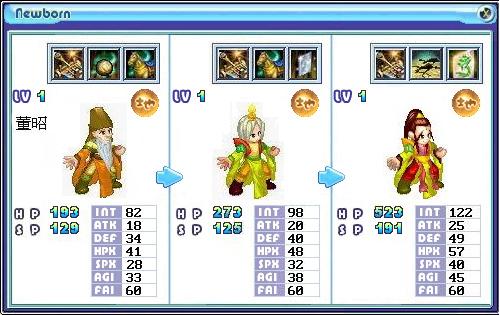 Newborn
LV 1
董昭
HP 193
SP 129
INT 82
ATK 18
DEF 34
HPX 41
SPX 28
AGI 33
FAI 60
LV 1
HP 273
SP 125
INT 98
ATK 20
DEF 40
HPX 48
SPX 32
AGI 38
FAI 60
LV 1
HP 523
SP 191
INT 122
ATK 25
DEF 49
HPX 57
SPX 40
AGI 45
FAI 60